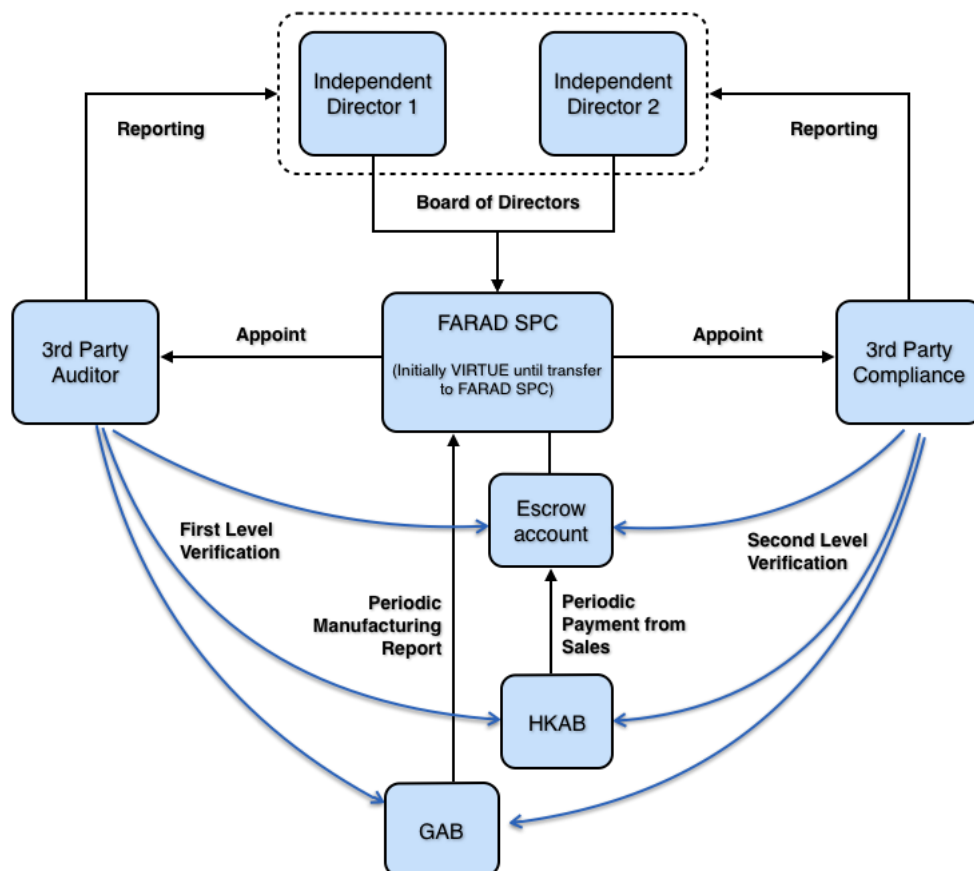 Independent
Director 1
Independent
Director 2
Reporting
Reporting
Board of Directors
FARAD SPC
(Initially VIRTUE until transfer
to FARAD SPC)
3rd Party
Auditor
Appoint
Appoint
3rd Party
Compliance
Escrow
account
First Level
Verification
Second Level
Verification
Periodic
Manufacturing
Report
Periodic
Payment from
Sales
HKAB
GAB